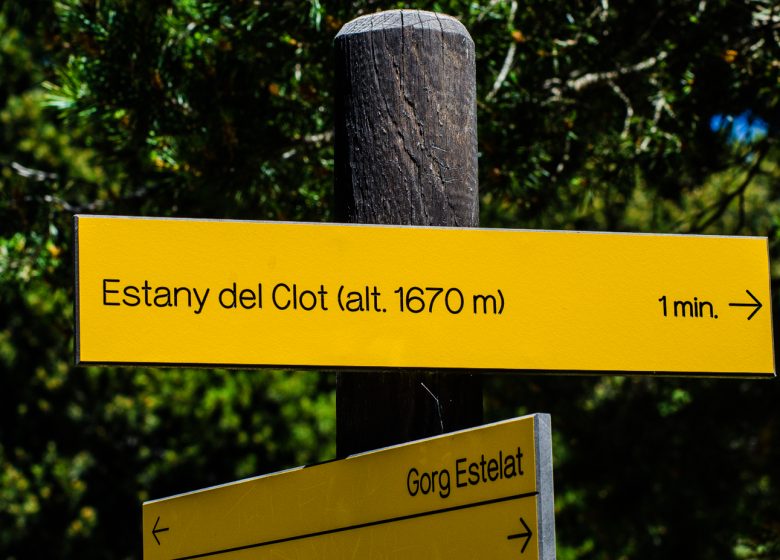 Estany del Clot (alt. 1670 m) 1 min. →
Gorg Estelat
← →